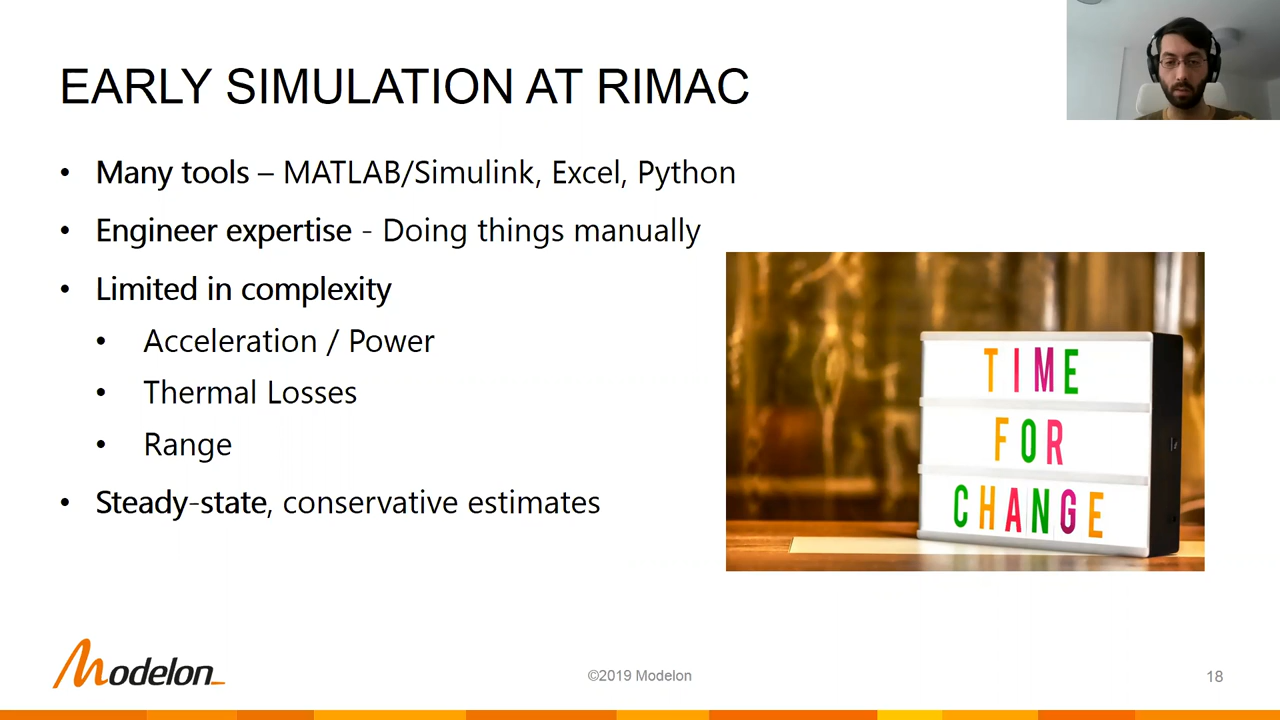 EARLY SIMULATION AT RIMAC
• Many tools – MATLAB/Simulink, Excel, Python
• Engineer expertise - Doing things manually
• Limited in complexity
• Acceleration / Power
• Thermal Losses
• Range
• Steady-state, conservative estimates
TIME
FOR
CHANGE
Modelon
©2019 Modelon
18